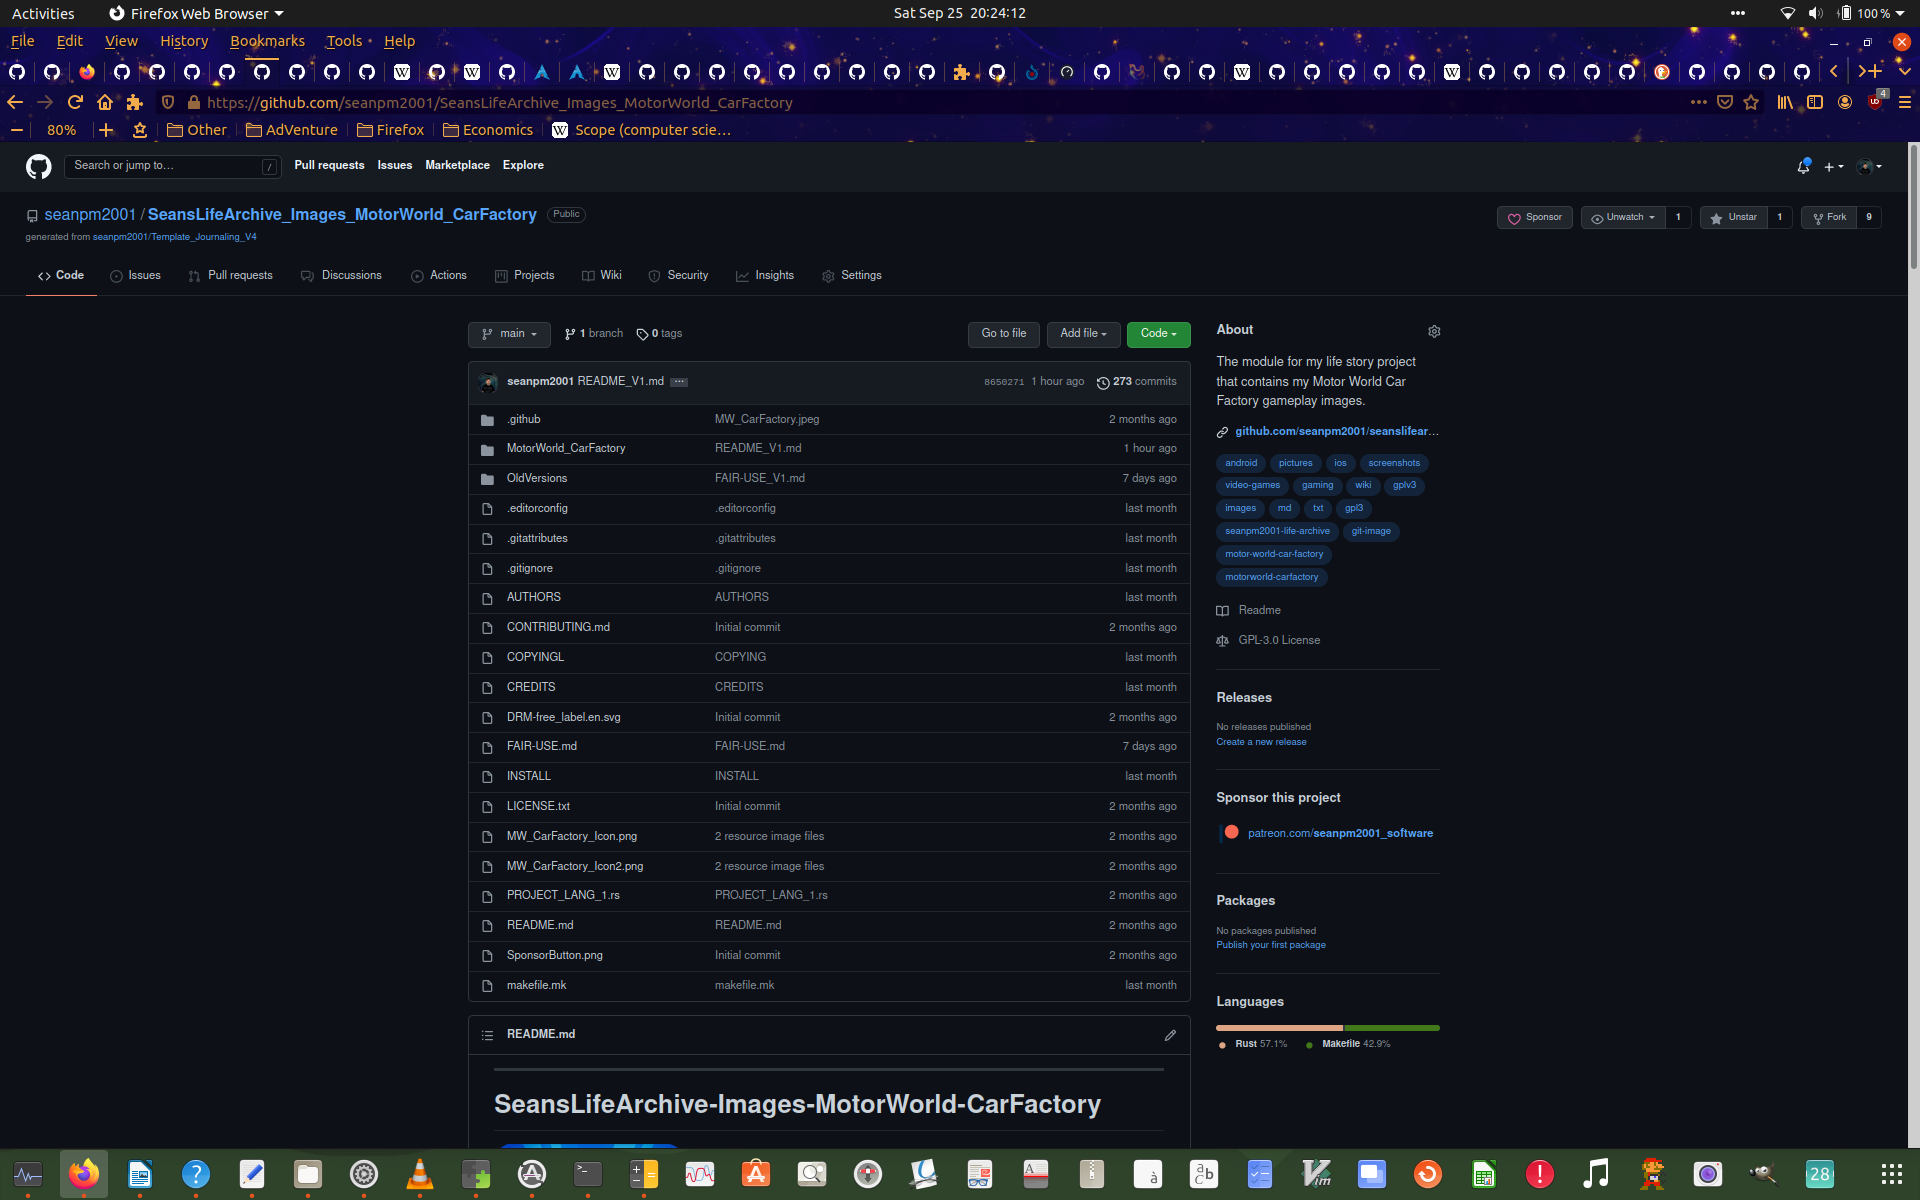 Activities Firefox Web Browser Sat Sep 25 20:24:12 100 %
File Edit View History Bookmarks Tools Help
https://github.com/seanpm2001/SeansLifeArchive_Images_MotorWorld_CarFactory 4
80% Other AdVenture Firefox Economics Scope (computer scie…
Search or jump to… / Pull requests Issues Marketplace Explore
seanpm2001 / SeansLifeArchive_Images_MotorWorld_CarFactory Public
Sponsor Unwatch 1 Unstar 1 Fork 9
generated from seanpm2001/Template_Journaling_V4
Code Issues Pull requests Discussions Actions Projects Wiki Security Insights Settings
main 1 branch 0 tags Go to file Add file Code
seanpm2001 README_V1.md ... 8650271 1 hour ago 273 commits
.github MW_CarFactory.jpeg 2 months ago
MotorWorld_CarFactory README_V1.md 1 hour ago
OldVersions FAIR-USE_V1.md 7 days ago
.editorconfig .editorconfig last month
.gitattributes .gitattributes last month
.gitignore .gitignore last month
AUTHORS AUTHORS last month
CONTRIBUTING.md Initial commit 2 months ago
COPYINGL COPYING last month
CREDITS CREDITS last month
DRM-free_label.en.svg Initial commit 2 months ago
FAIR-USE.md FAIR-USE.md 7 days ago
INSTALL INSTALL last month
LICENSE.txt Initial commit 2 months ago
MW_CarFactory_Icon.png 2 resource image files 2 months ago
MW_CarFactory_Icon2.png 2 resource image files 2 months ago
PROJECT_LANG_1.rs PROJECT_LANG_1.rs 2 months ago
README.md README.md 2 months ago
SponsorButton.png Initial commit 2 months ago
makefile.mk makefile.mk last month
README.md
SeansLifeArchive-Images-MotorWorld-CarFactory
About
The module for my life story project
that contains my Motor World Car
Factory gameplay images.
github.com/seanpm2001/seanslifear…
android pictures ios screenshots
video-games gaming wiki gplv3
images md txt gpl3
seanpm2001-life-archive git-image
motor-world-car-factory
motorworld-carfactory
Readme
GPL-3.0 License
Releases
No releases published
Create a new release
Sponsor this project
patreon.com/seanpm2001_software
Packages
No packages published
Publish your first package
Languages
Rust 57.1% Makefile 42.9%
28